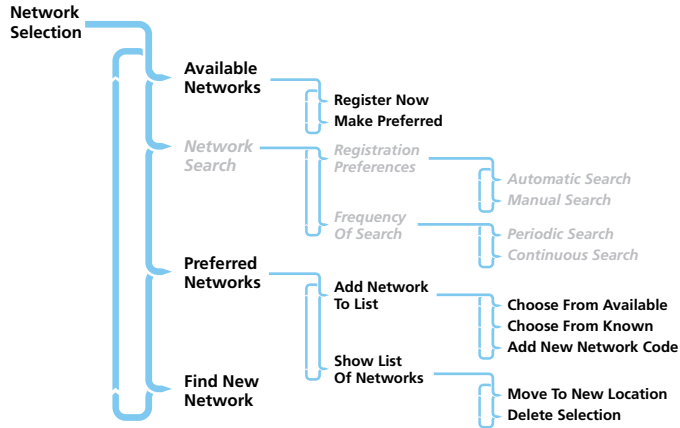 Network
Selection
Available
Networks
Register Now
Make Preferred
Network
Search
Registration
Preferences
Automatic Search
Manual Search
Frequency
Of Search
Periodic Search
Continuous Search
Preferred
Networks
Add Network
To List
Choose From Available
Choose From Known
Add New Network Code
Show List
Of Networks
Move To New Location
Delete Selection
Find New
Network